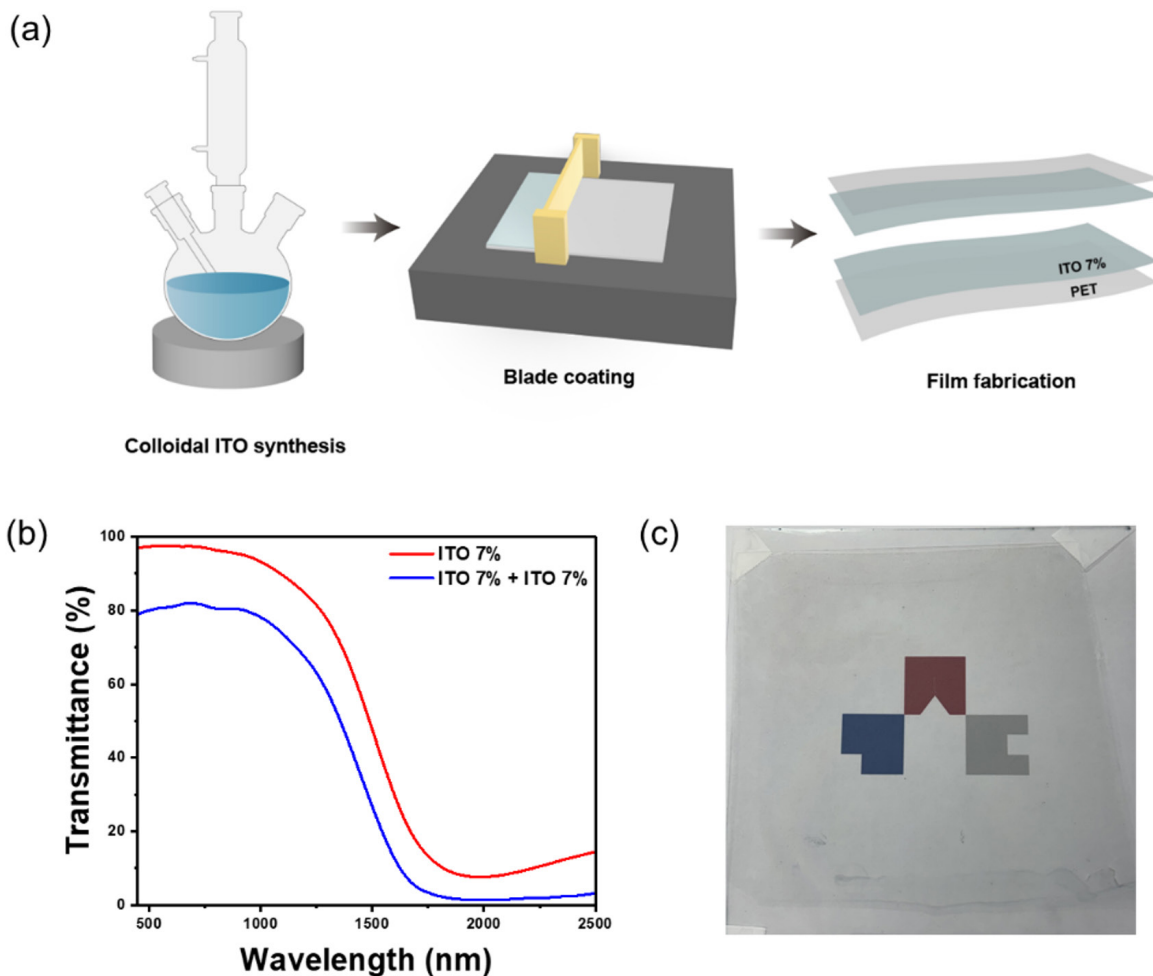 (a)
ITO 7%
PET
Blade coating
Film fabrication
Colloidal ITO synthesis
(b)
(c)
100
80
60
40
20
0
Transmittance (%)
ITO 7%
ITO 7% + ITO 7%
500
1000
1500
2000
2500
Wavelength (nm)